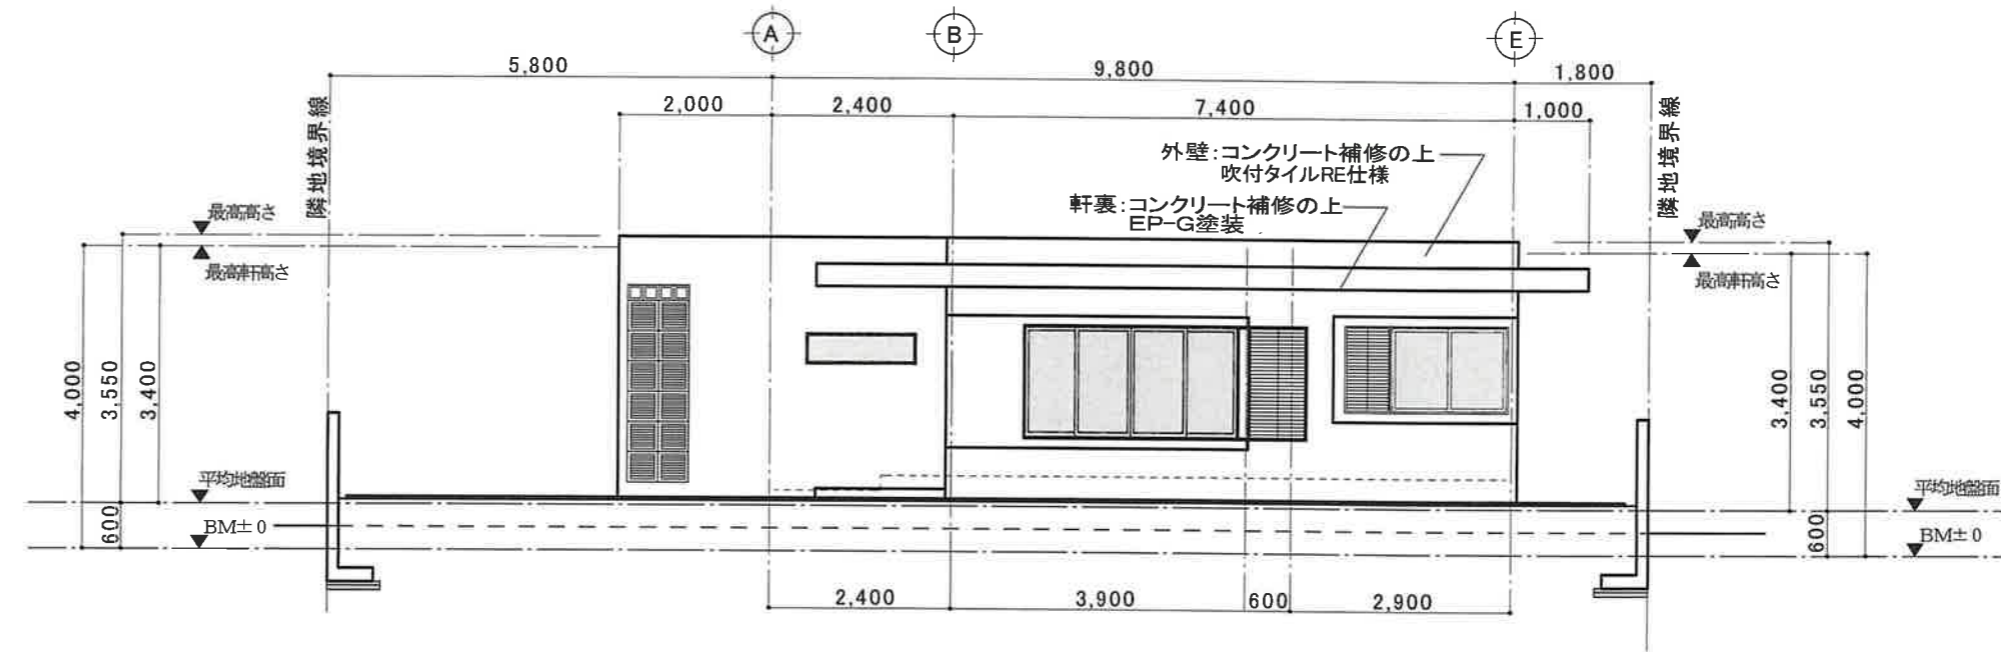 A
B
E
5,800
9,800
1,800
2,000
2,400
7,400
1,000
隣地境界線
隣地境界線
外壁:コンクリート補修の上
吹付タイルRE仕様
軒裏:コンクリート補修の上
EP-G塗装
最高高さ
最高軒高さ
最高高さ
最高軒高さ
4,000
3,550
3,400
3,400
3,550
4,000
平均地盤面
BM±0
600
平均地盤面
BM±0
600
2,400
3,900
600
2,900